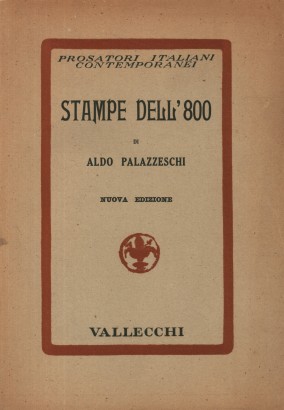 PROSATORI ITALIANI
CONTEMPORANEI
STAMPE DELL'800
DI
ALDO PALAZZESCHI
NUOVA EDIZIONE
VALLECCHI